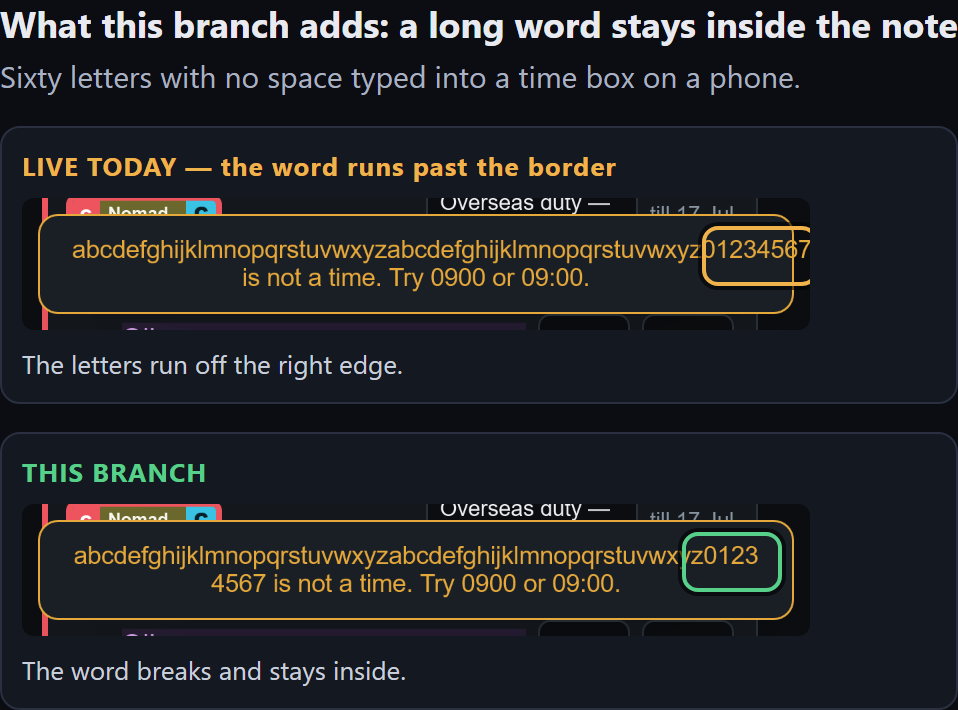 What this branch adds: a long word stays inside the note
Sixty letters with no space typed into a time box on a phone.
LIVE TODAY — the word runs past the border
Nomad
Overseas duty —
till 17 Jul
abcdefghijklmnopqrstuvwxyzabcdefghijklmnopqrstuvwxyz01234567
is not a time. Try 0900 or 09:00.
The letters run off the right edge.
THIS BRANCH
Nomad
Overseas duty —
till 17 Jul
abcdefghijklmnopqrstuvwxyzabcdefghijklmnopqrstuvwxyz0123
4567 is not a time. Try 0900 or 09:00.
The word breaks and stays inside.